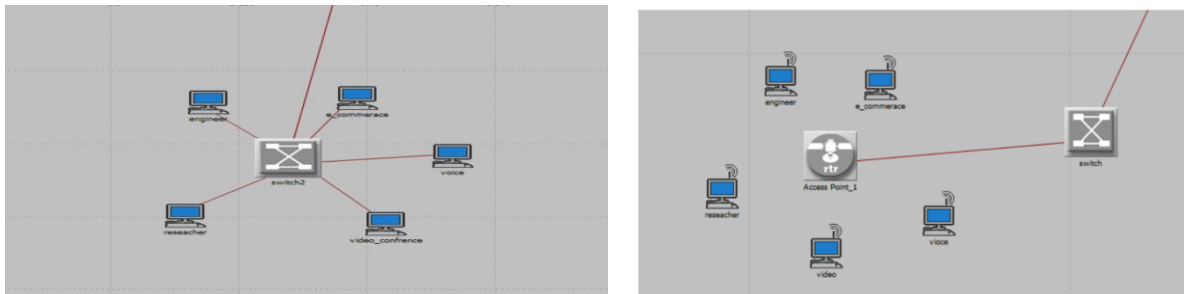 engineer
e_commerace
switch2
voice
reseacher
video_confrence
engineer
e_commerace
rtr
Access Point_1
switch
reseacher
vioce
video